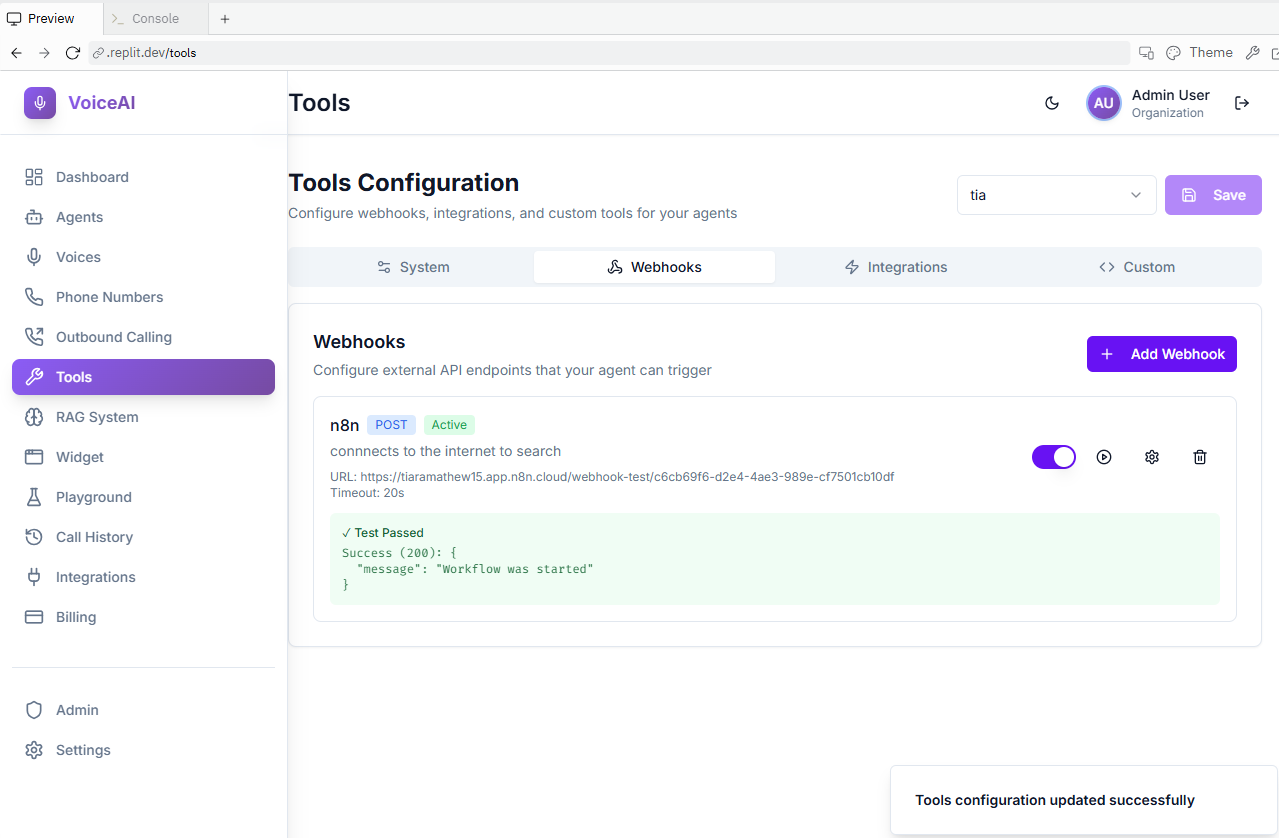 Preview
Console
.replit.dev/tools
Theme
VoiceAI
Tools
AU
Admin User
Organization
Dashboard
Agents
Voices
Phone Numbers
Outbound Calling
Tools
RAG System
Widget
Playground
Call History
Integrations
Billing
Admin
Settings
Tools Configuration
Configure webhooks, integrations, and custom tools for your agents
tia
Save
System
Webhooks
Integrations
Custom
Webhooks
Configure external API endpoints that your agent can trigger
Add Webhook
n8n POST Active
connnects to the internet to search
URL: https://tiaramathew15.app.n8n.cloud/webhook-test/c6cb69f6-d2e4-4ae3-989e-cf7501cb10df
Timeout: 20s
✓ Test Passed
Success (200): {
"message": "Workflow was started"
}
Tools configuration updated successfully